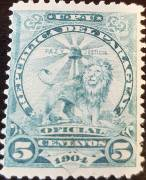 REPUBLICA DEL PARAGUAY
PAZ Y JUSTICIA
OFICIAL
5 CENTAVOS 5
1904